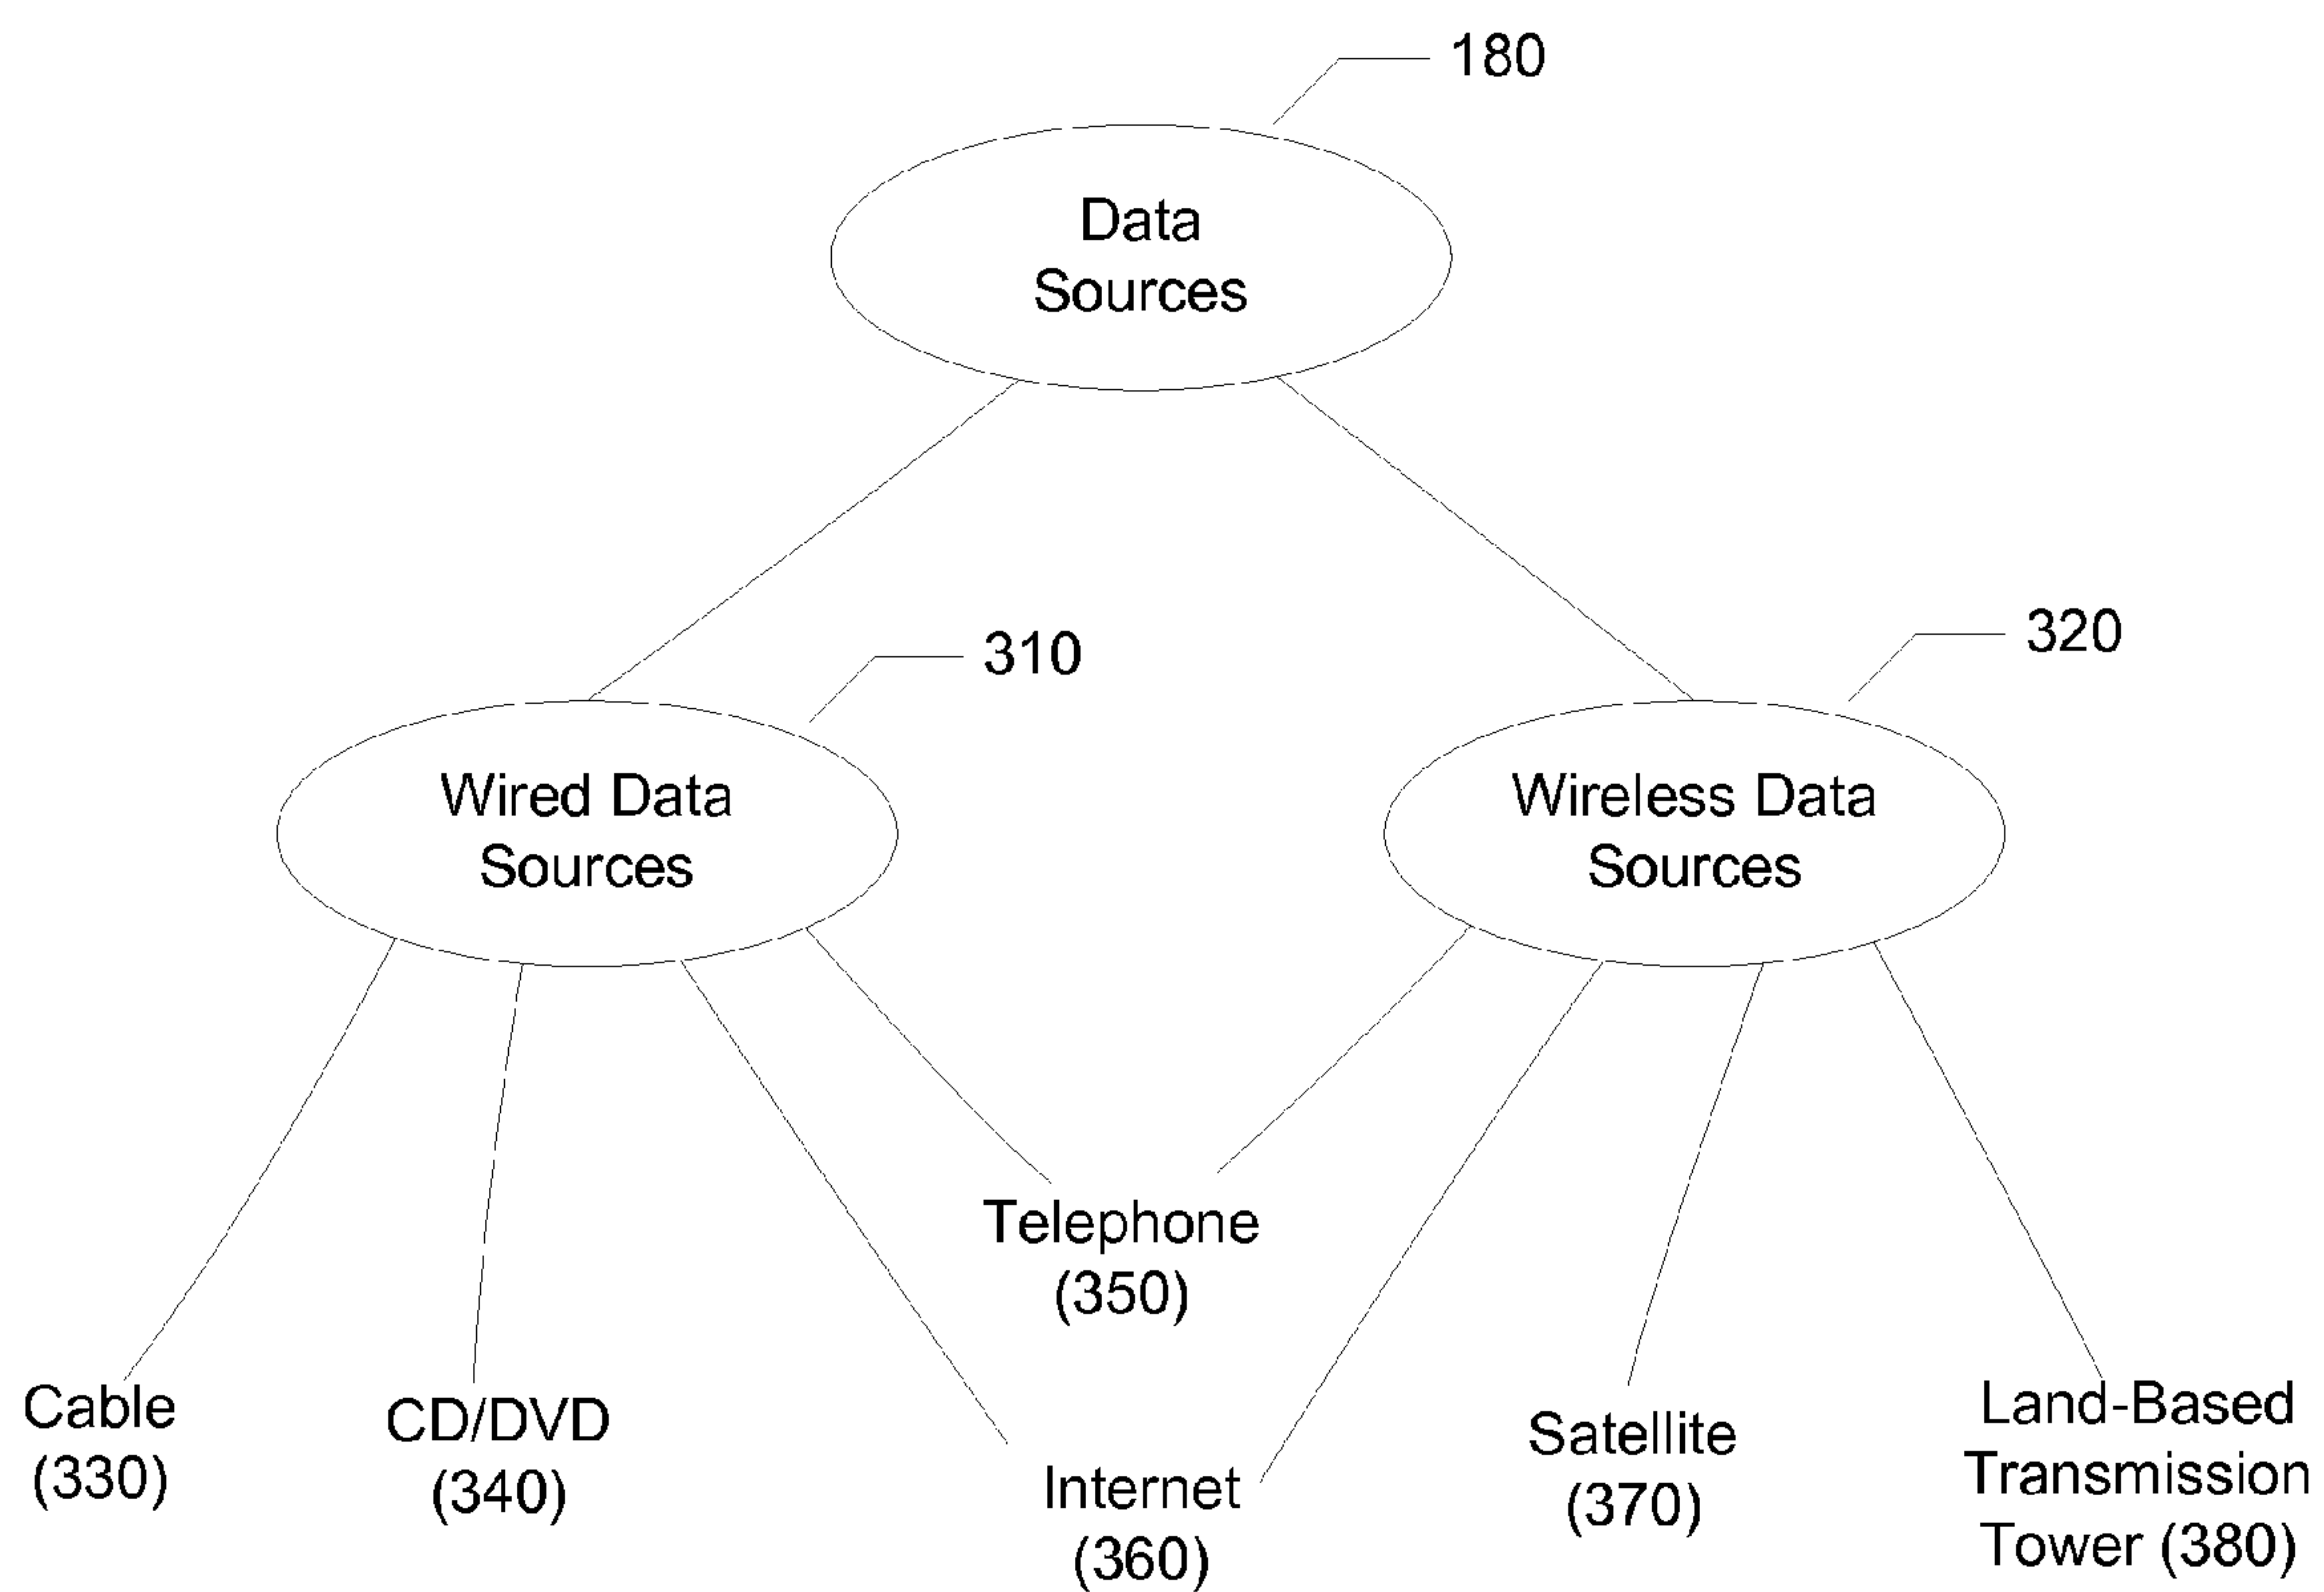 180
Data
Sources
310
320
Wired Data
Sources
Wireless Data
Sources
Telephone
(350)
Cable
(330)
CD/DVD
(340)
Internet
(360)
Satellite
(370)
Land-Based
Transmission
Tower (380)